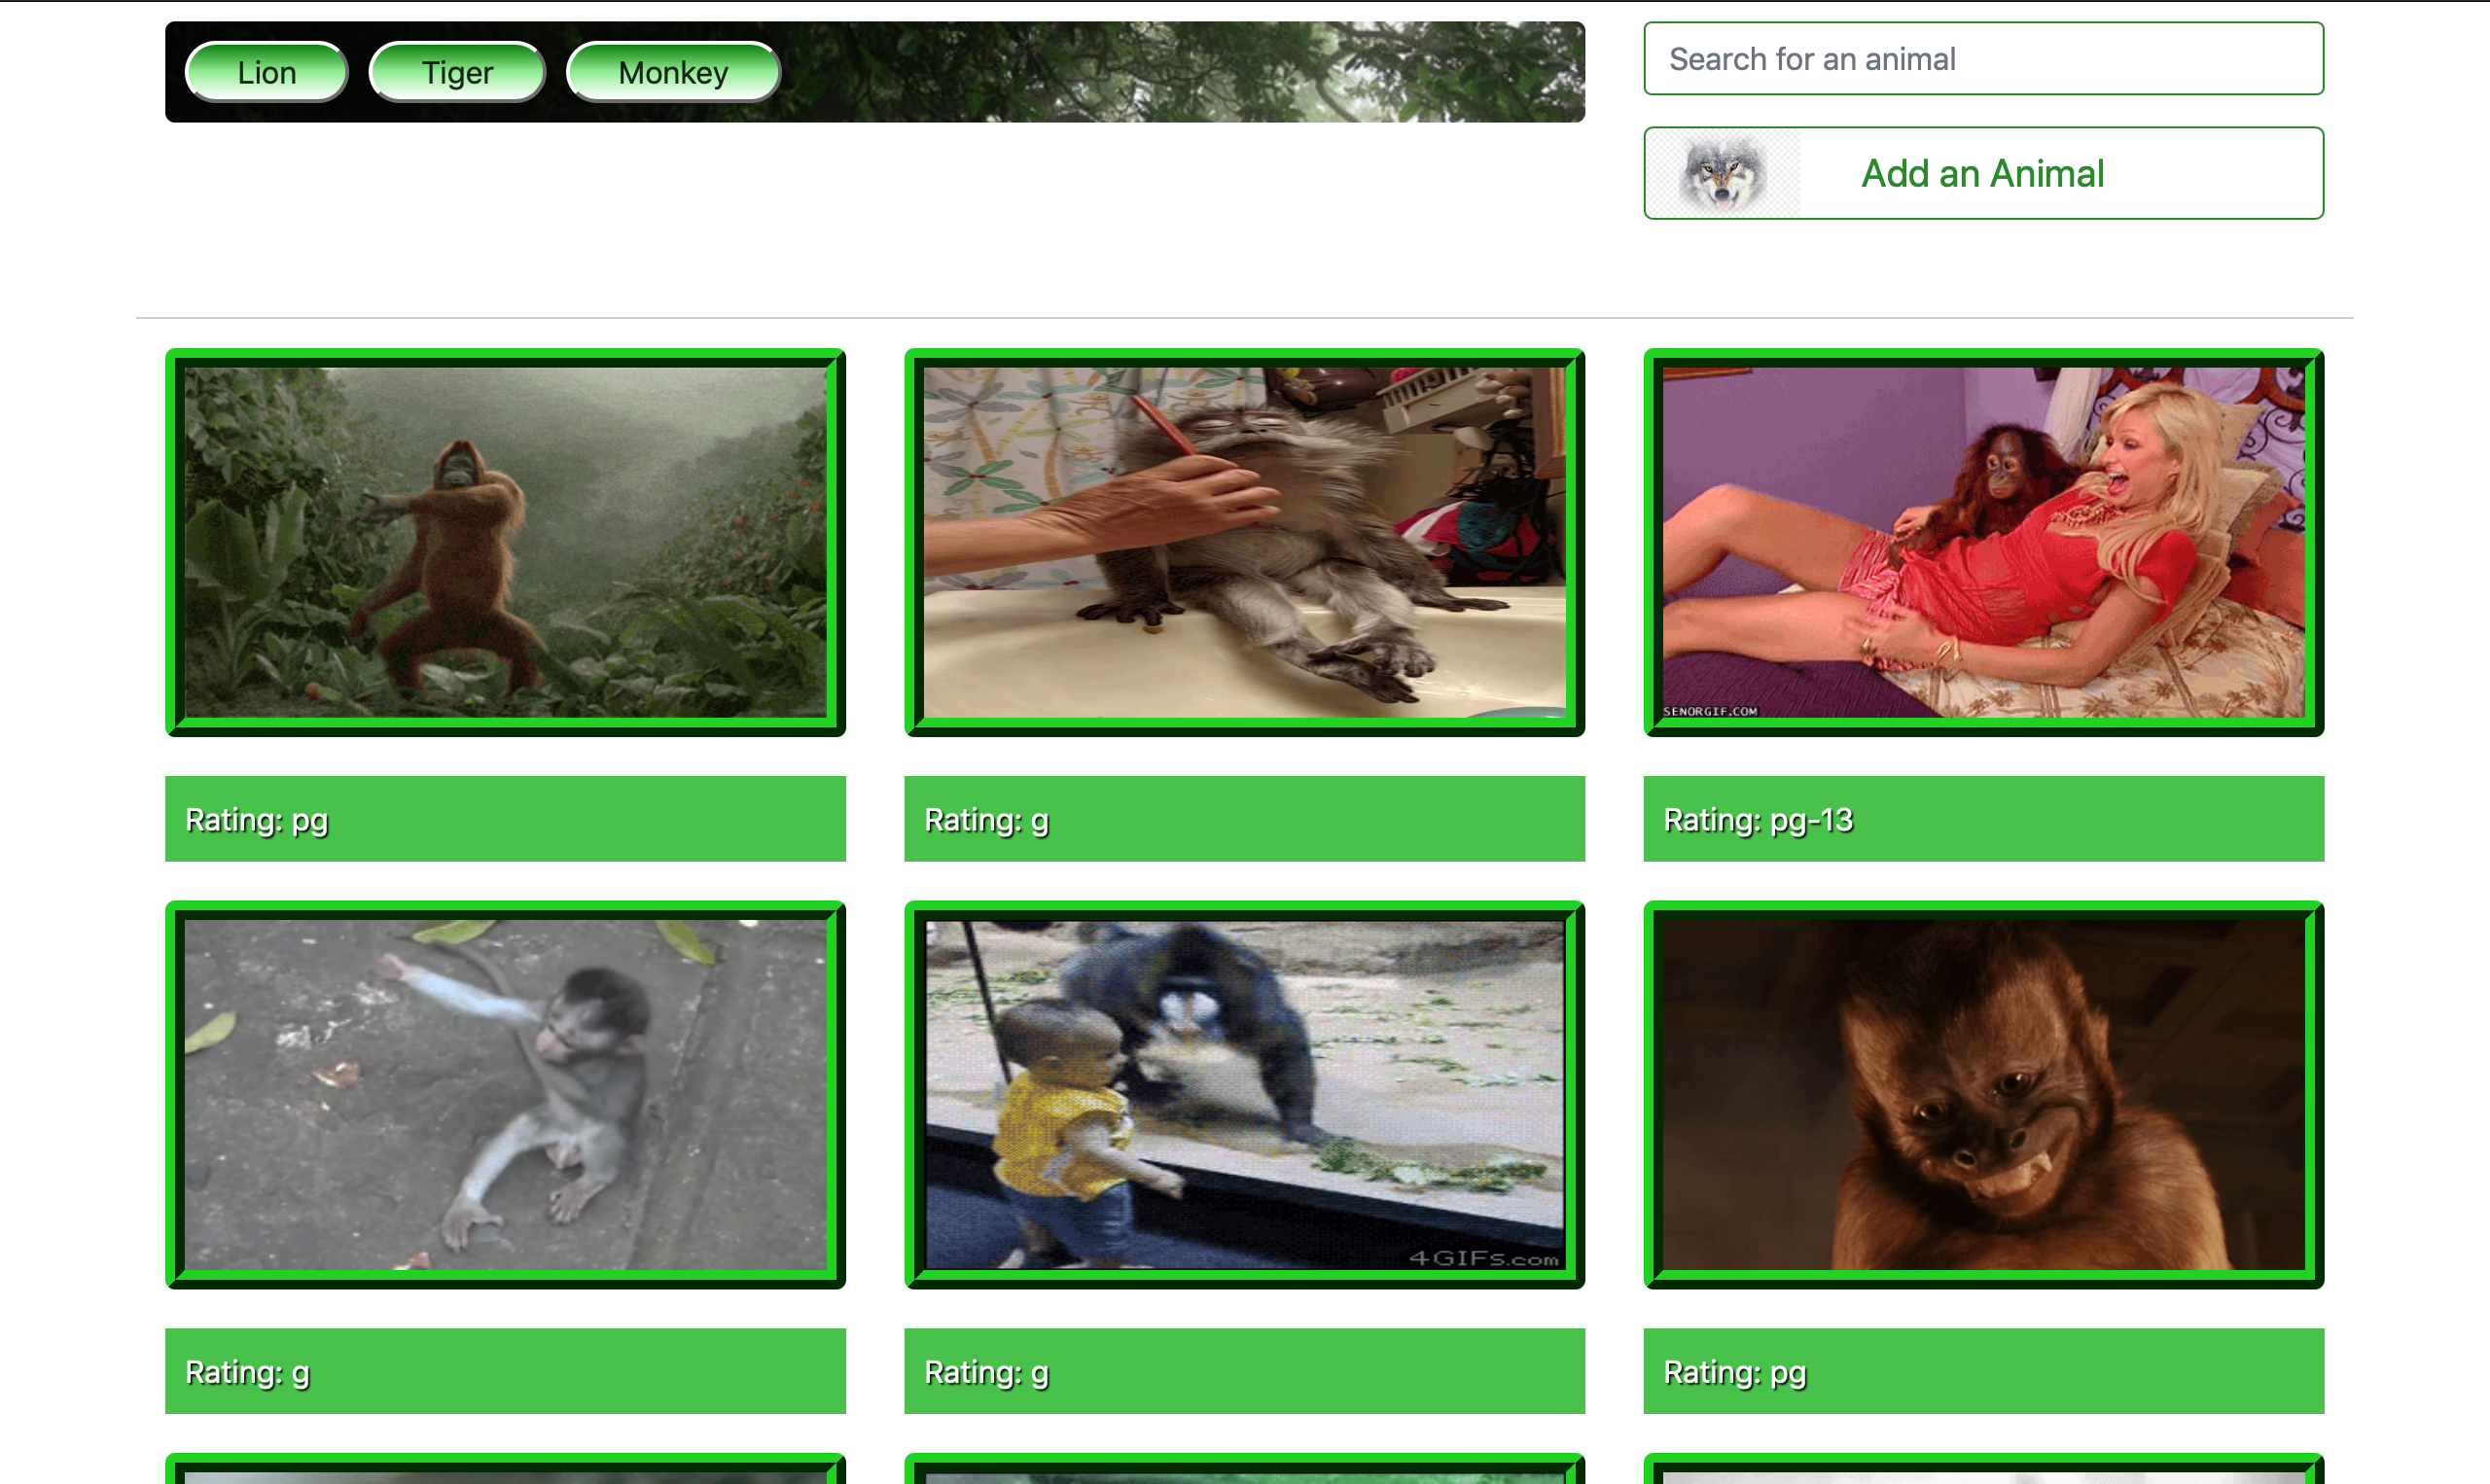 Lion
Tiger
Monkey
Search for an animal
Add an Animal
SENORGIF.COM
Rating: pg
Rating: g
Rating: pg-13
4GIFs.com
Rating: g
Rating: g
Rating: pg